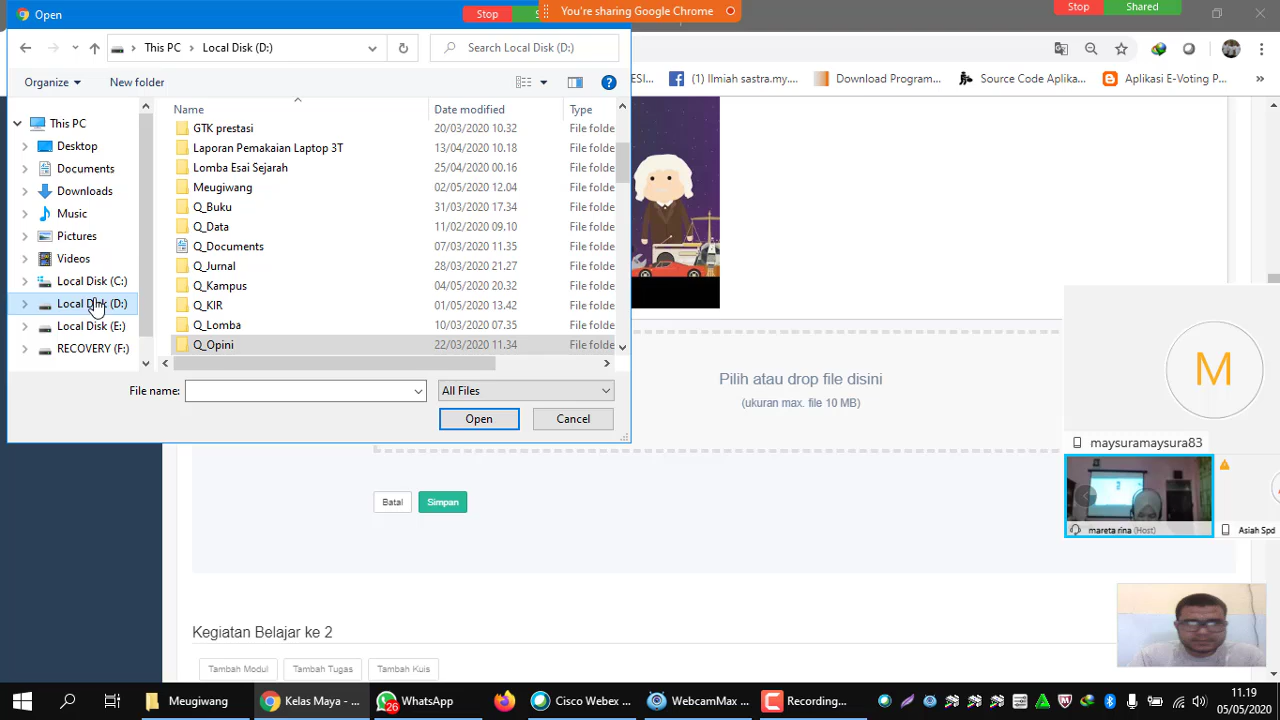 Open
Stop
You're sharing Google Chrome
Stop
Shared
This PC
Local Disk (D:)
Search Local Disk (D:)
Organize
New folder
(1) Ilmiah sastra.my....
Download Program...
Source Code Aplika...
Aplikasi E-Voting P...
Name
Date modified
Type
This PC
Desktop
Documents
Downloads
Music
Pictures
Videos
Local Disk (C:)
Local Disk (D:)
Local Disk (E:)
RECOVERY (F:)
GTK prestasi 20/03/2020 10.32 File folde
Laporan Pemakaian Laptop 3T 13/04/2020 10.18 File folde
Lomba Esai Sejarah 25/04/2020 00.16 File folde
Meugiwang 02/05/2020 12.04 File folde
Q_Buku 31/03/2020 17.34 File folde
Q_Data 11/02/2020 09.10 File folde
Q_Documents 07/03/2020 11.35 File folde
Q_Jurnal 28/03/2020 21.27 File folde
Q_Kampus 04/05/2020 20.32 File folde
Q_KIR 01/05/2020 13.42 File folde
Q_Lomba 10/03/2020 07.35 File folde
Q_Opini 22/03/2020 11.34 File folde
File name:
All Files
Open
Cancel
Pilih atau drop file disini
(ukuran max. file 10 MB)
Batal
Simpan
Kegiatan Belajar ke 2
Tambah Modul
Tambah Tugas
Tambah Kuis
M
maysuramaysura83
mareta rina (Host)
Asiah Spd
Meugiwang
Kelas Maya - ...
26
WhatsApp
Cisco Webex ...
WebcamMax ...
Recording...
11.19
05/05/2020